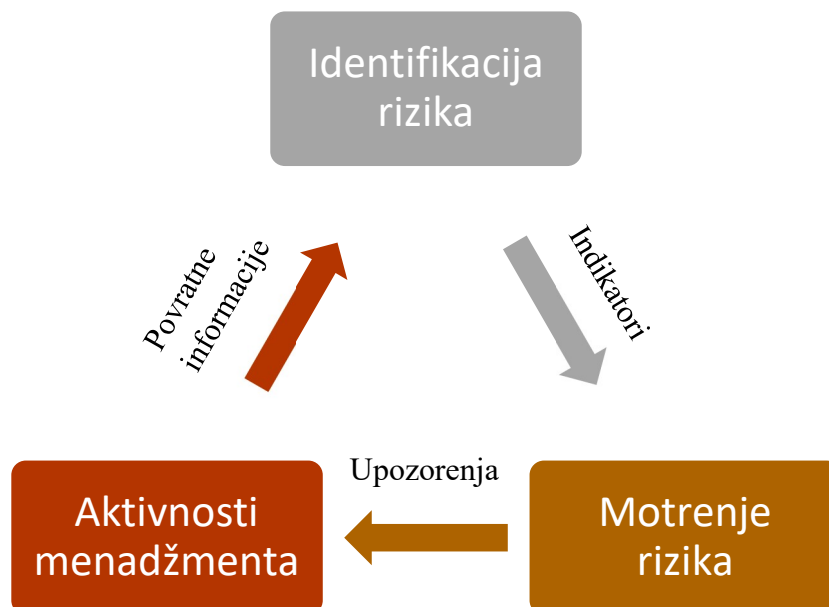 Identifikacija
rizika
Povratne
informacije
Indikatori
Upozorenja
Aktivnosti
menadžmenta
Motrenje
rizika